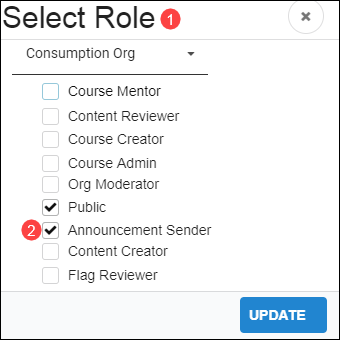 Select Role 1
Consumption Org
Course Mentor
Content Reviewer
Course Creator
Course Admin
Org Moderator
Public
2 Announcement Sender
Content Creator
Flag Reviewer
UPDATE